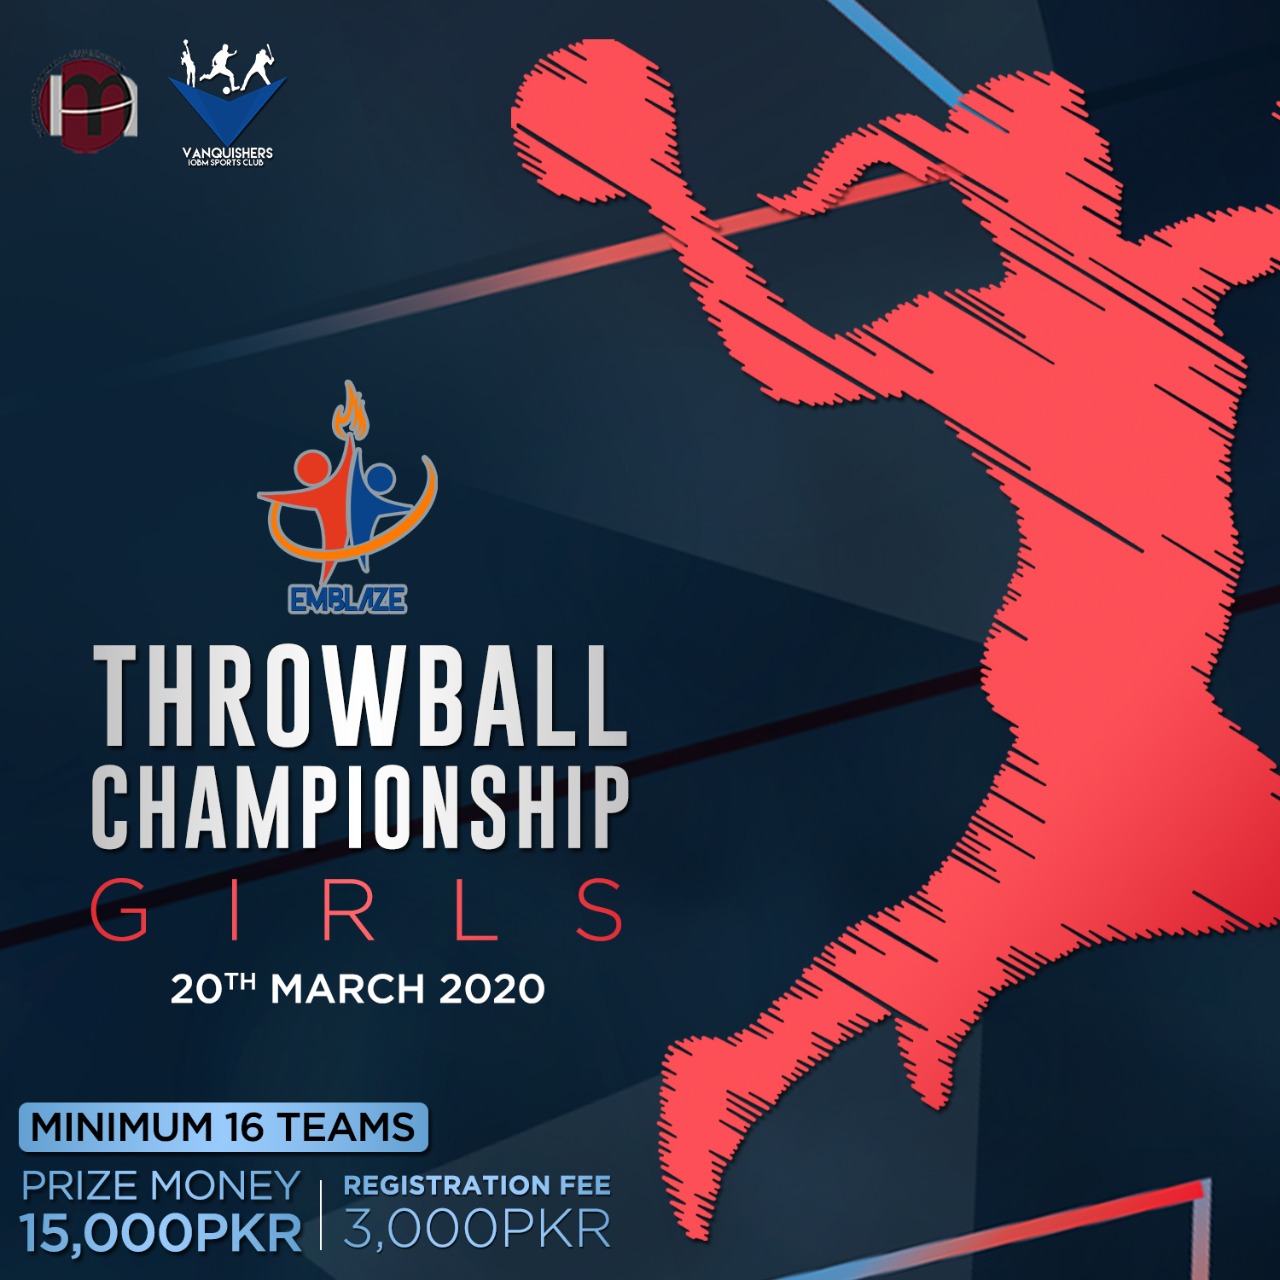 VANQUISHERS
IOBM SPORTS CLUB
EMBLAZE
THROWBALL
CHAMPIONSHIP
GIRLS
20TH MARCH 2020
MINIMUM 16 TEAMS
PRIZE MONEY
15,000PKR
REGISTRATION FEE
3,000PKR